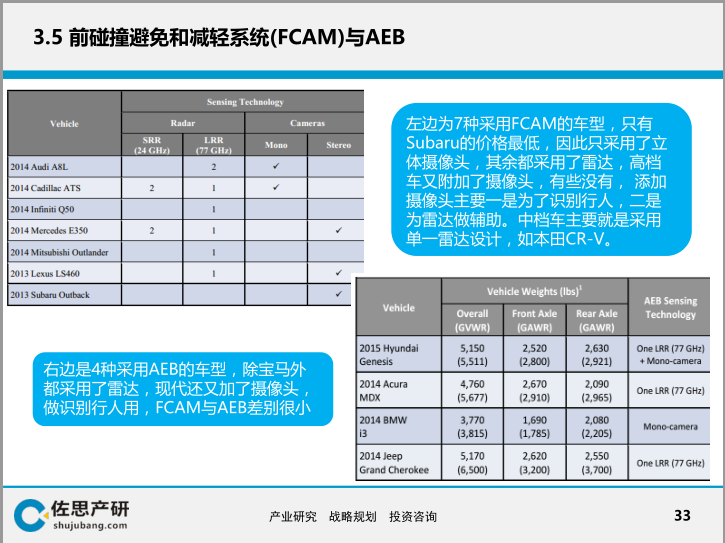 3.5 前碰撞避免和减轻系统(FCAM)与AEB
Vehicle
Sensing Technology
Radar
Cameras
SRR
(24 GHz)
LRR
(77 GHz)
Mono
Stereo
2014 Audi A8L 2 ✓
2014 Cadillac ATS 2 1 ✓
2014 Infiniti Q50 1
2014 Mercedes E350 2 1 ✓
2014 Mitsubishi Outlander 1
2013 Lexus LS460 1 ✓
2013 Subaru Outback ✓
左边为7种采用FCAM的车型，只有
Subaru的价格最低，因此只采用了立
体摄像头，其余都采用了雷达，高档
车又附加了摄像头，有些没有， 添加
摄像头主要一是为了识别行人，二是
为雷达做辅助。中档车主要就是采用
单一雷达设计，如本田CR-V。
右边是4种采用AEB的车型，除宝马外
都采用了雷达，现代还又加了摄像头，
做识别行人用，FCAM与AEB差别很小
Vehicle
Vehicle Weights (lbs)¹
AEB Sensing
Technology
Overall
(GVWR)
Front Axle
(GAWR)
Rear Axle
(GAWR)
2015 Hyundai
Genesis
5,150
(5,511)
2,520
(2,800)
2,630
(2,921)
One LRR (77 GHz)
+ Mono-camera
2014 Acura
MDX
4,760
(5,677)
2,670
(2,910)
2,090
(2,965)
One LRR (77 GHz)
2014 BMW
i3
3,770
(3,815)
1,690
(1,785)
2,080
(2,205)
Mono-camera
2014 Jeep
Grand Cherokee
5,170
(6,500)
2,620
(3,200)
2,550
(3,700)
One LRR (77 GHz)
佐思产研
shujubang.com
产业研究 战略规划 投资咨询
33